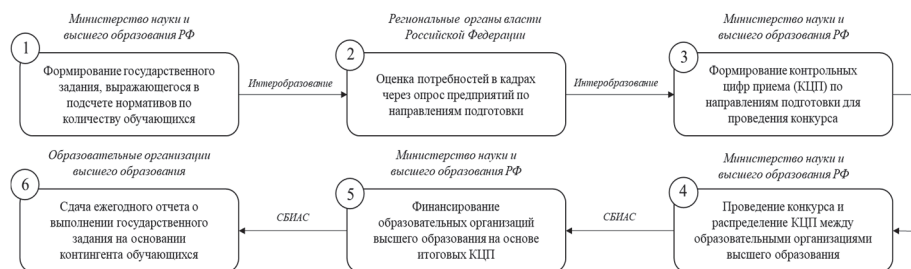 Министерство науки и
высшего образования РФ
1
Формирование государственного
задания, выражающегося в
подсчете нормативов по
количеству обучающихся
Интеробразование
Региональные органы власти
Российской Федерации
2
Оценка потребностей в кадрах
через опрос предприятий по
направлениям подготовки
Интеробразование
Министерство науки и
высшего образования РФ
3
Формирование контрольных
цифр приема (КЦП) по
направлениям подготовки для
проведения конкурса
Министерство науки и
высшего образования РФ
4
Проведение конкурса и
распределение КЦП между
образовательными организациями
высшего образования
СБИАС
Министерство науки и
высшего образования РФ
5
Финансирование
образовательных организаций
высшего образования на основе
итоговых КЦП
СБИАС
Образовательные организации
высшего образования
6
Сдача ежегодного отчета о
выполнении государственного
задания на основании
контингента обучающихся